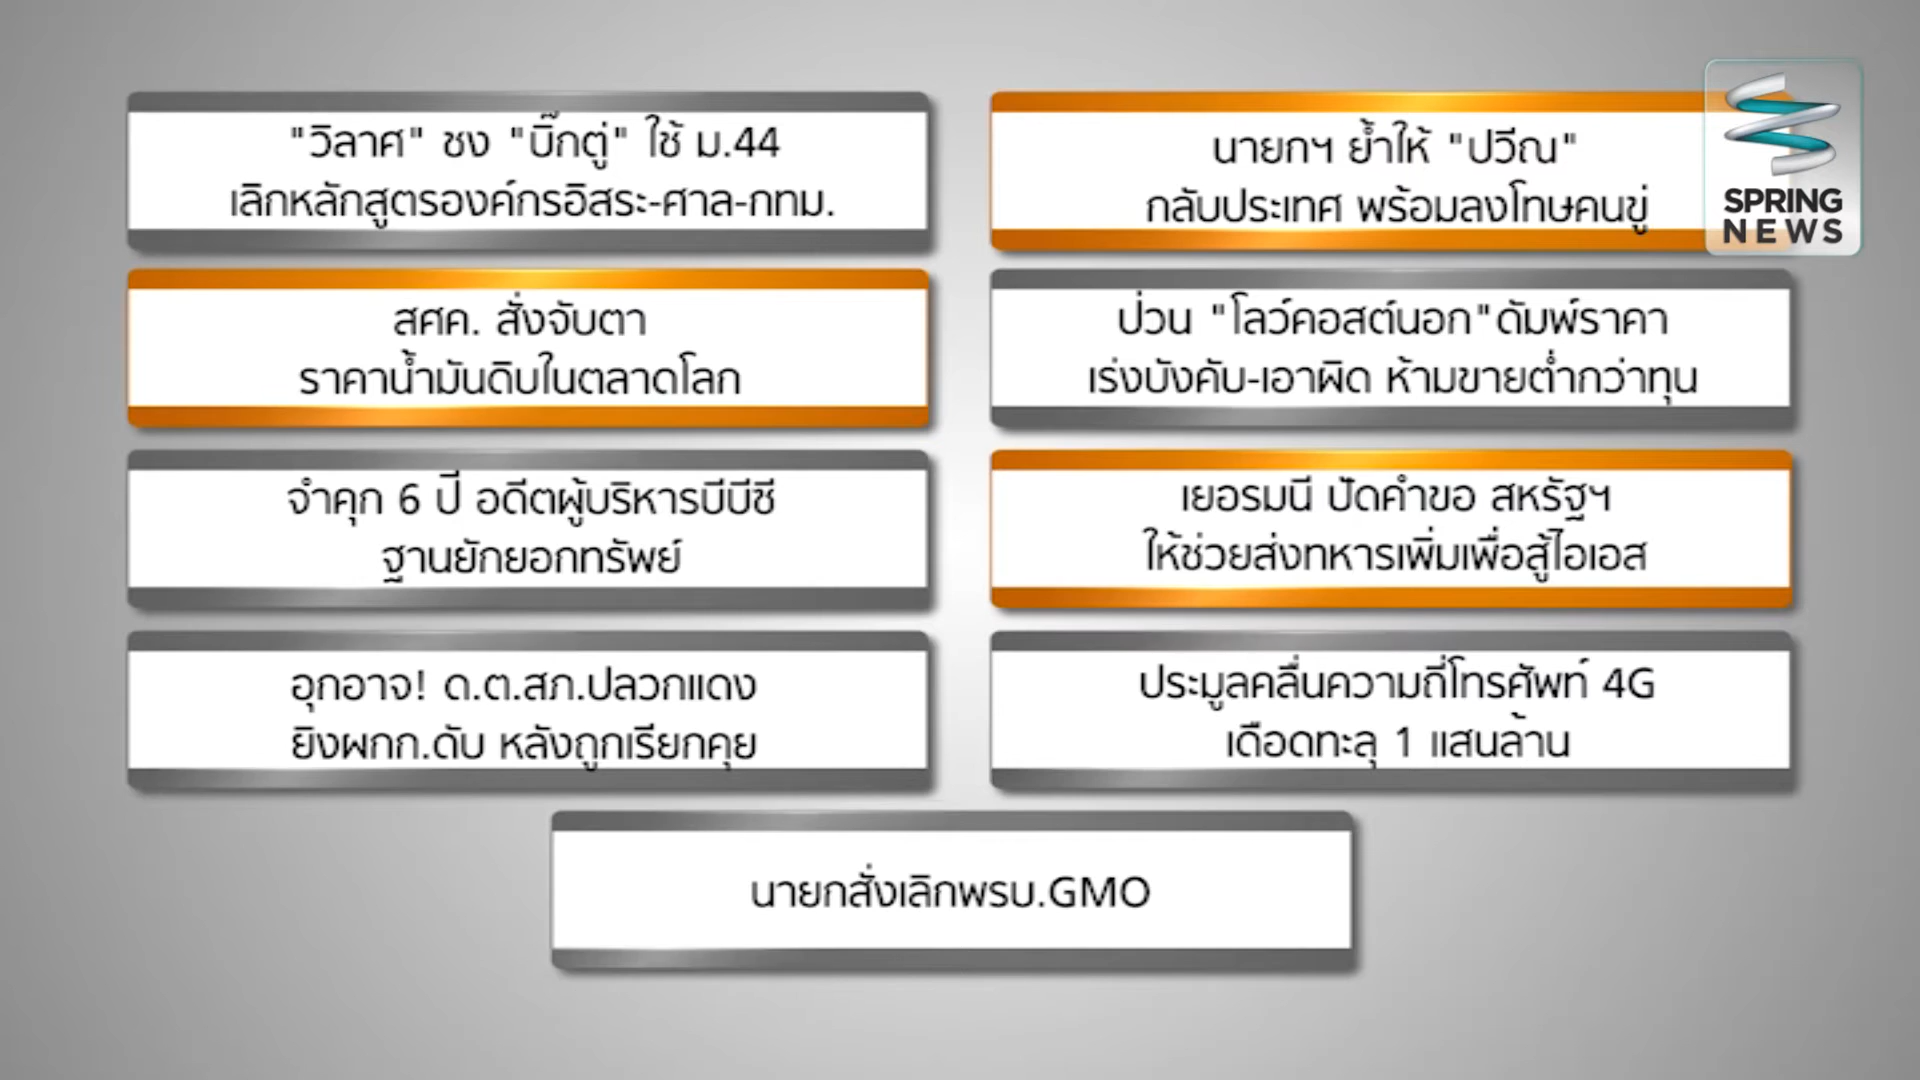 "วิลาศ" ชง "บิ๊กตู่" ใช้ ม.44
เลิกหลักสูตรองค์กรอิสระ-ศาล-กทม.
นายกฯ ย้ำให้ "ปวีณ"
กลับประเทศ พร้อมลงโทษคนขู่
SPRING
NEWS
สศค. สั่งจับตา
ราคาน้ำมันดิบในตลาดโลก
ป่วน "โลว์คอสต์นอก"ดัมพ์ราคา
เร่งบังคับ-เอาผิด ห้ามขายต่ำกว่าทุน
จำคุก 6 ปี อดีตผู้บริหารบีบีซี
ฐานยักยอกทรัพย์
เยอรมนี ปัดคำขอ สหรัฐฯ
ให้ช่วยส่งทหารเพิ่มเพื่อสู้ไอเอส
อุกอาจ! ด.ต.สภ.ปลวกแดง
ยิงผกก.ดับ หลังถูกเรียกคุย
ประมูลคลื่นความถี่โทรศัพท์ 4G
เดือดทะลุ 1 แสนล้าน
นายกสั่งเลิกพรบ.GMO